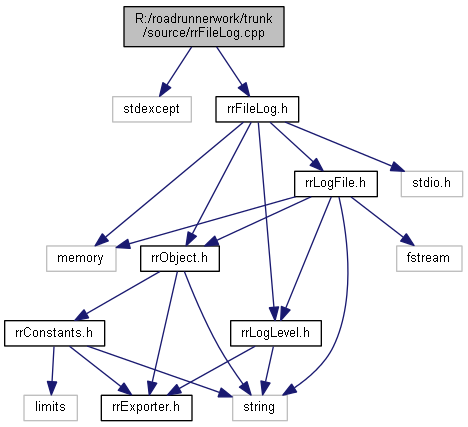 R:/roadrunnerwork/trunk
/source/rrFileLog.cpp
stdexcept
rrFileLog.h
rrLogFile.h
stdio.h
memory
rrObject.h
fstream
rrConstants.h
rrLogLevel.h
limits
rrExporter.h
string